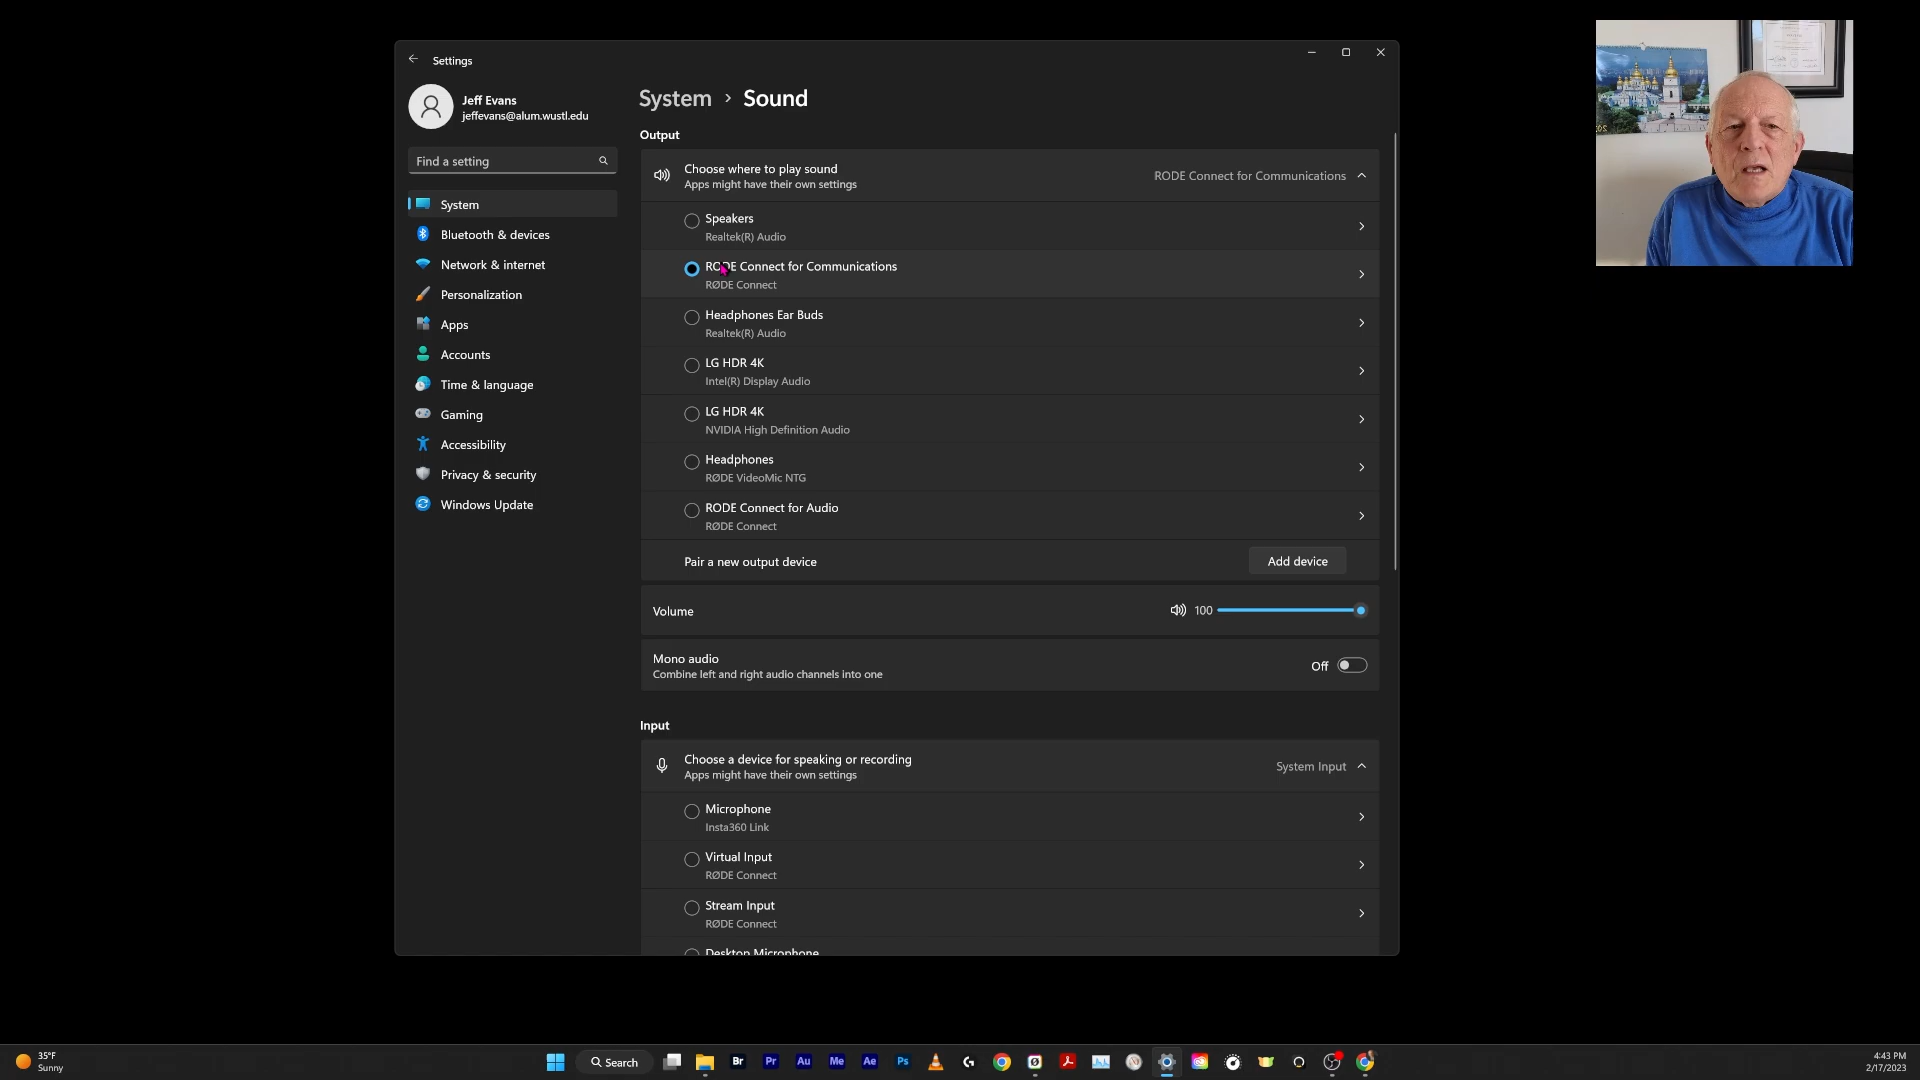 Settings
Jeff Evans
jeffevans@alum.wustl.edu
Find a setting
System
Bluetooth & devices
Network & internet
Personalization
Apps
Accounts
Time & language
Gaming
Accessibility
Privacy & security
Windows Update
System > Sound
Output
Choose where to play sound
Apps might have their own settings
RODE Connect for Communications
Speakers
Realtek(R) Audio
RODE Connect for Communications
RØDE Connect
Headphones Ear Buds
Realtek(R) Audio
LG HDR 4K
Intel(R) Display Audio
LG HDR 4K
NVIDIA High Definition Audio
Headphones
RØDE VideoMic NTG
RODE Connect for Audio
RØDE Connect
Pair a new output device
Add device
Volume
100
Mono audio
Combine left and right audio channels into one
Off
Input
Choose a device for speaking or recording
Apps might have their own settings
System Input
Microphone
Insta360 Link
Virtual Input
RØDE Connect
Stream Input
RØDE Connect
Desktop Microphone
35°F
Sunny
Search
Br
Pr
Au
Me
Ae
Ps
4:43 PM
2/17/2023